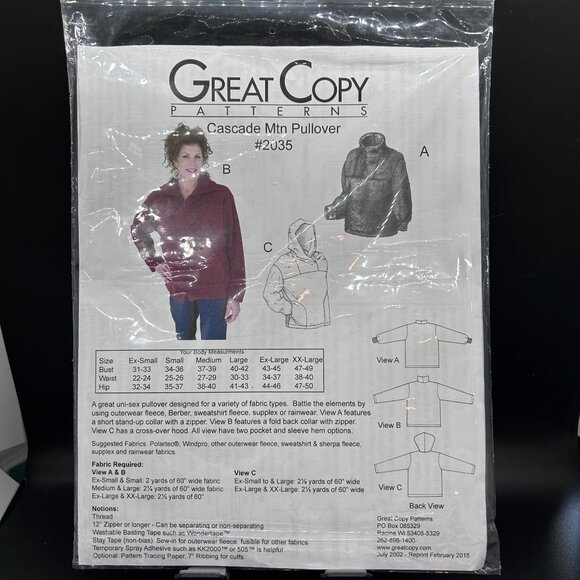 GREAT COPY
PATTERNS
Cascade Mtn Pullover
#2035
A
B
C
Your Body Measurments
Size Ex-Small Small Medium Large Ex-Large XX-Large
Bust 31-33 34-36 37-39 40-42 43-45 47-49
Waist 22-24 25-26 27-29 30-33 34-37 38-40
Hip 32-34 35-37 38-40 41-43 44-46 47-50
View A
View B
View C
Back View
A great uni-sex pullover designed for a variety of fabric types. Battle the elements by
using outerwear fleece, Berber, sweatshirt fleece, supplex or rainwear. View A features
a short stand-up collar with a zipper. View B features a fold back collar with zipper.
View C has a cross-over hood. All view have two pocket and sleeve hem options.
Suggested Fabrics: Polartec®, Windpro, other outerwear fleece, sweatshirt & sherpa fleece,
supplex and rainwear fabrics.
Fabric Required:
View A & B
Ex-Small & Small: 2 yards of 60" wide fabric
Medium & Large: 2¼ yards of 60" wide fabric
Ex-Large & XX-Large: 2½ yards of 60"
View C
Ex-Small to & Large: 2⅛ yards of 60" wide
Ex-Large & XX-Large: 2½ yards of 60" wide
Notions:
Thread
12" Zipper or longer - Can be separating or non-separating
Washable Basting Tape such as Wondertape™
Stay Tape (non-bias). Sew-in for outerwear fleece, fusible for other fabrics
Temporary Spray Adhesive such as KK2000™ or 505™ is helpful
Optional: Pattern Tracing Paper, 7" Ribbing for cuffs
Great Copy Patterns
PO Box 085329
Racine WI 53408-5329
262-898-1400
www.greatcopy.com
July 2002 - Reprint February 2015